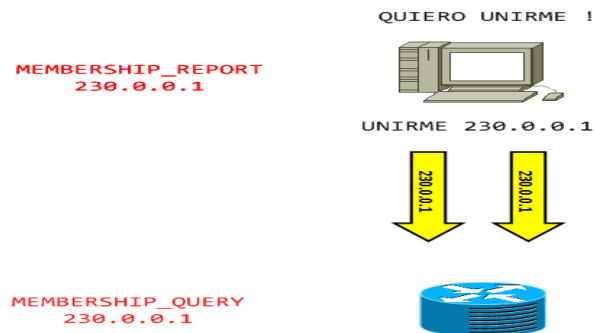 QUIERO UNIRME !
MEMBERSHIP_REPORT
230.0.0.1
UNIRME 230.0.0.1
230.0.0.1
230.0.0.1
MEMBERSHIP_QUERY
230.0.0.1